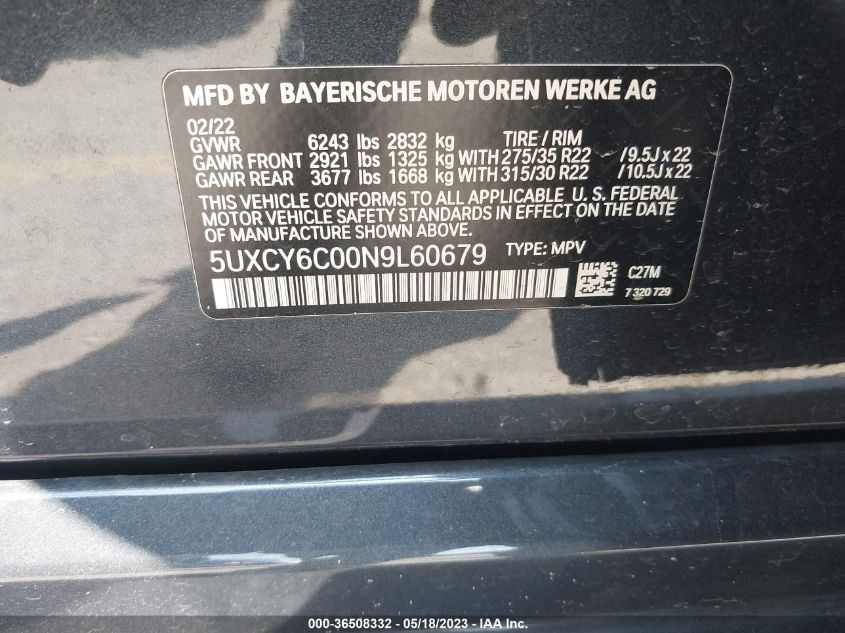 MFD BY BAYERISCHE MOTOREN WERKE AG
02/22
GVWR 6243 lbs 2832 kg TIRE / RIM
GAWR FRONT 2921 lbs 1325 kg WITH 275/35 R22 / 9.5J x 22
GAWR REAR 3677 lbs 1668 kg WITH 315/30 R22 / 10.5J x 22
THIS VEHICLE CONFORMS TO ALL APPLICABLE U. S. FEDERAL
MOTOR VEHICLE SAFETY STANDARDS IN EFFECT ON THE DATE
OF MANUFACTURE SHOWN ABOVE.
5UXCY6C00N9L60679 TYPE: MPV
C27M
7 320 729
000-36508332 - 05/18/2023 - IAA Inc.